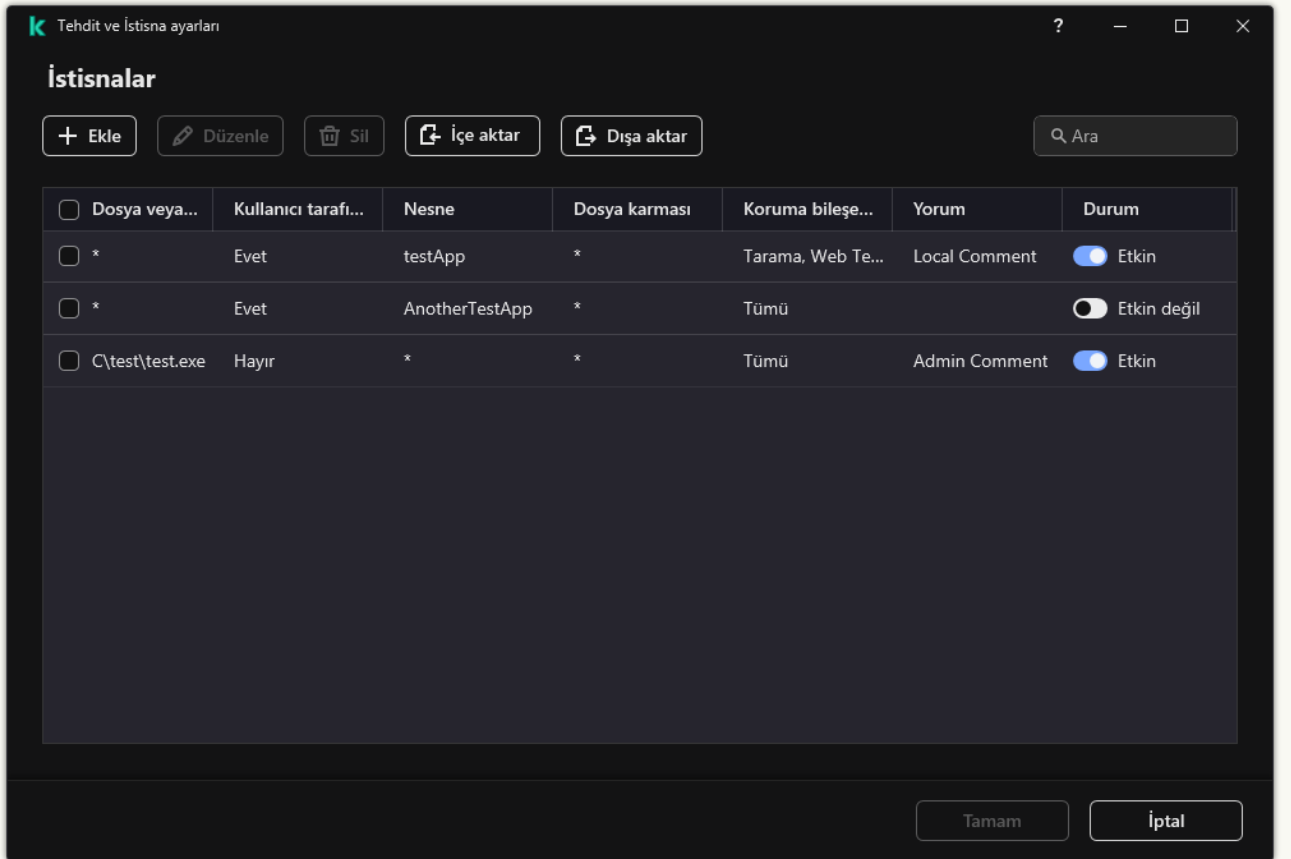 Tehdit ve İstisna ayarları
?
İstisnalar
Ekle Düzenle Sil İçe aktar Dışa aktar Ara
Dosya veya... Kullanıcı tarafı... Nesne Dosya karması Koruma bileşe... Yorum Durum
* Evet testApp * Tarama, Web Te... Local Comment Etkin
* Evet AnotherTestApp * Tümü Etkin değil
C\test\test.exe Hayır * * Tümü Admin Comment Etkin
Tamam İptal